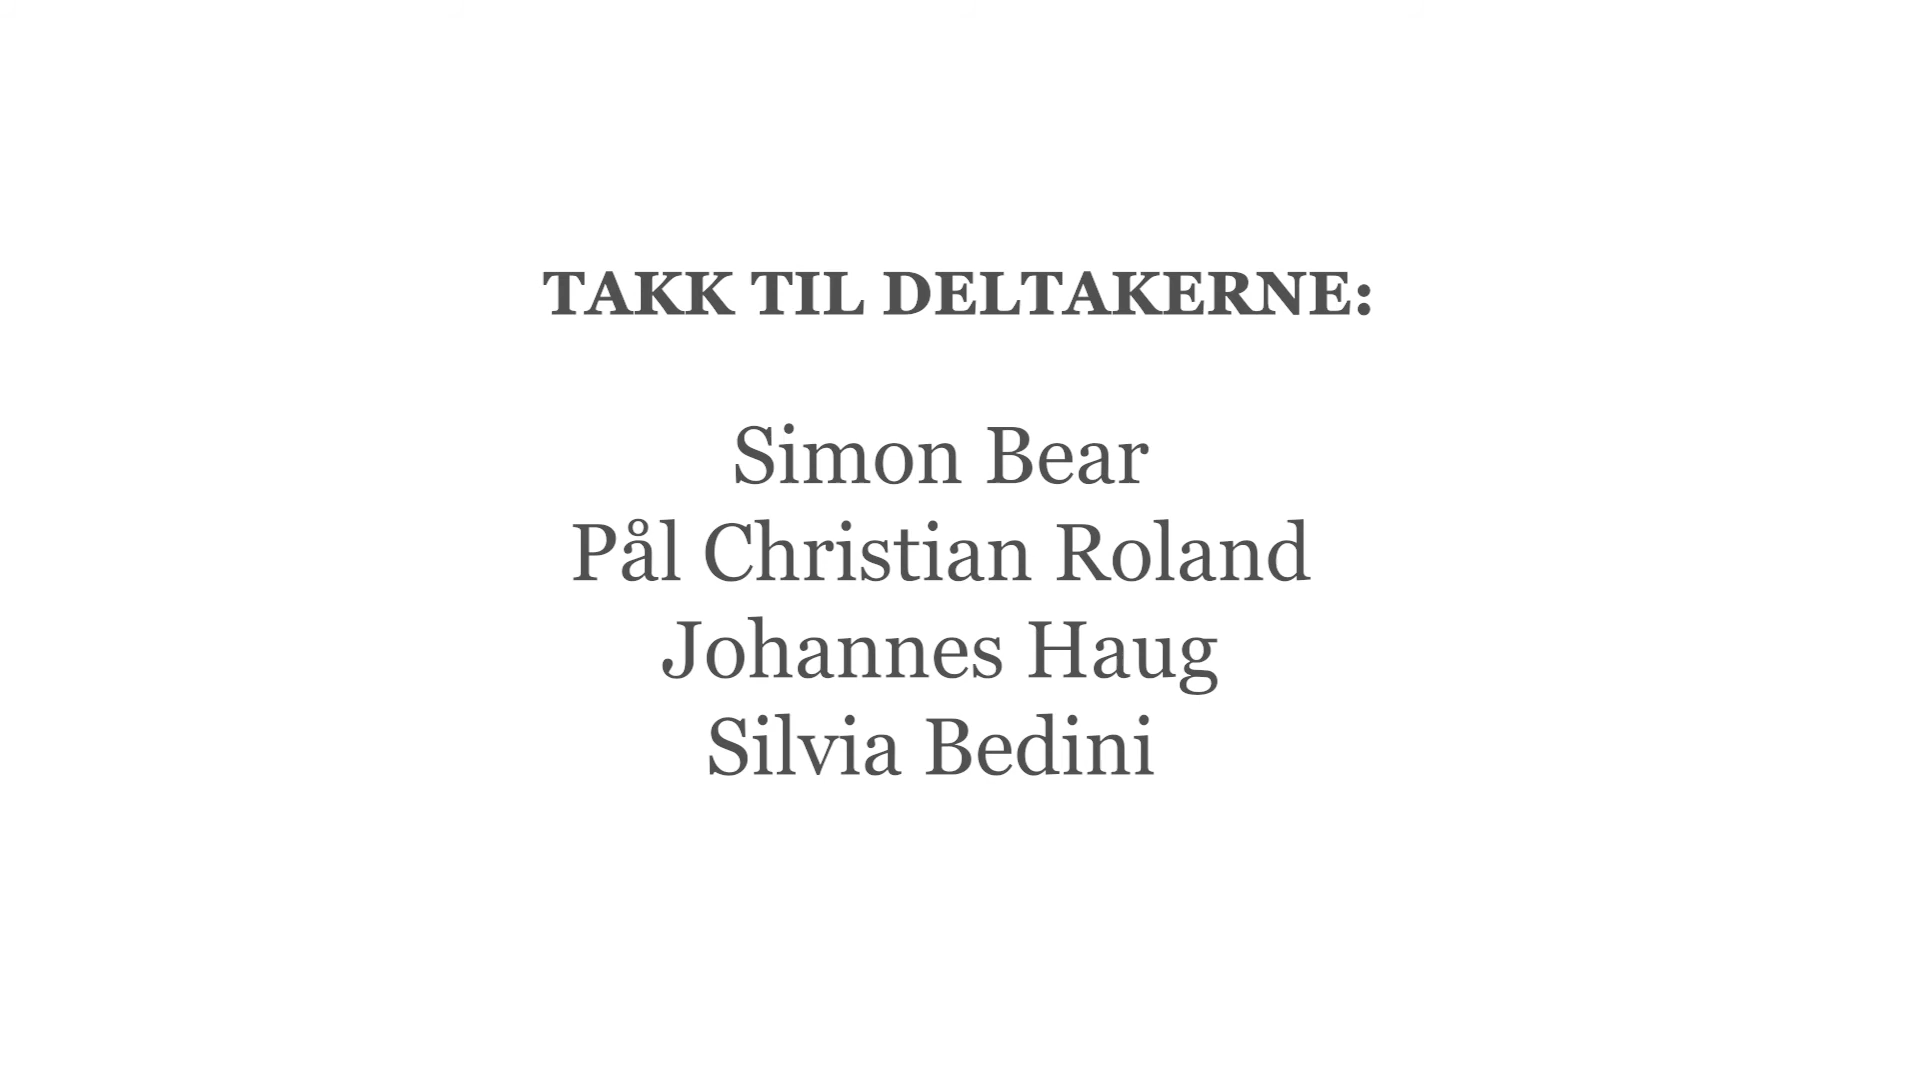 TAKK TIL DELTAKERNE:
Simon Bear
Pål Christian Roland
Johannes Haug
Silvia Bedini